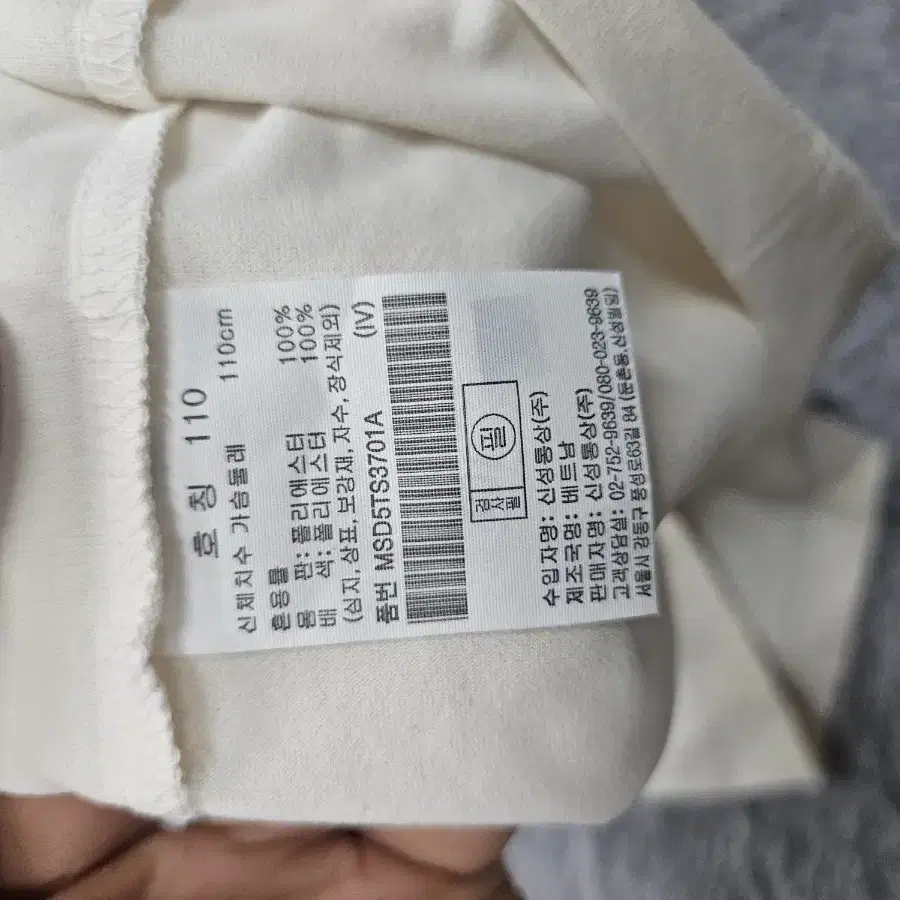 호칭 110
신체치수 가슴둘레 110cm
혼용률
몸 판: 폴리에스터 100%
배 색: 폴리에스터 100%
(심지,상표,보강재,자수,장식제외)
품번 MSD5TS3701A (IV)
검사필 필
수입자명: 신성통상(주)
제조국명: 베트남
판매자명: 신성통상(주)
고객상담실: 02-752-9639/080-023-9639
서울시 강동구 풍성로63길 84 (둔촌동,신성빌딩)